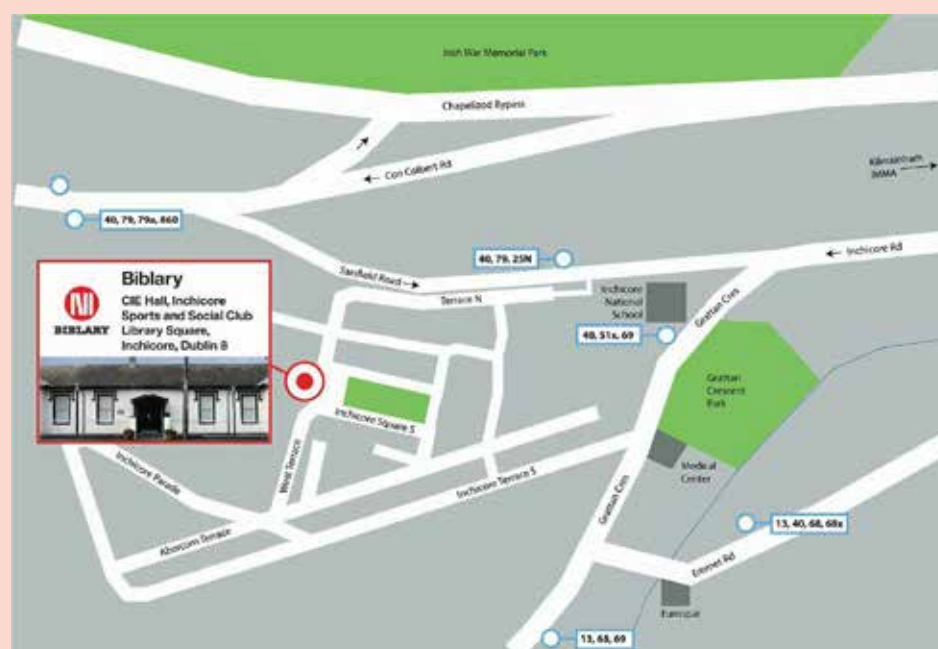 Irish War Memorial Park
Chapelizod Bypass
Con Colbert Rd
Kilmainham
IMMA
40, 79, 79a, 860
40, 79, 25N
Inchicore Rd
Sarsfield Road
Terrace N
Inchicore
National
School
Grattan Cres
Biblary
CIE Hall, Inchicore
Sports and Social Club
Library Square,
Inchicore, Dublin 8
NI
BIBLARY
40, 51x, 69
Grattan
Crescent
Park
Inchicore Square S
West Terrace
Inchicore Parade
Inchicore Terrace S
Medical
Center
Grattan Cres
Abercorn Terrace
13, 40, 68, 68a
Emmet Rd
Eurospar
13, 68, 69